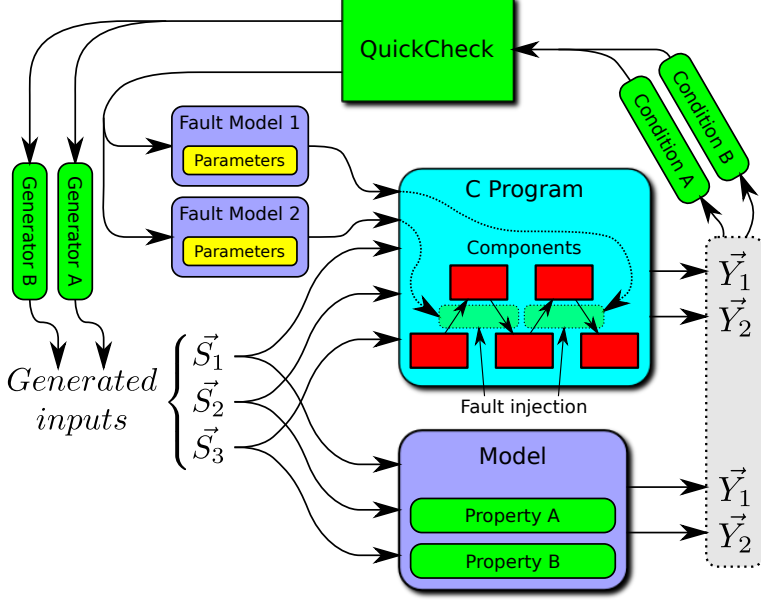 QuickCheck
Condition A
Condition B
Fault Model 1
Parameters
Fault Model 2
Parameters
Generator B
Generator A
C Program
Components
Fault injection
Generated
inputs
S⃗1
S⃗2
S⃗3
Model
Property A
Property B
Y⃗1
Y⃗2
Y⃗1
Y⃗2